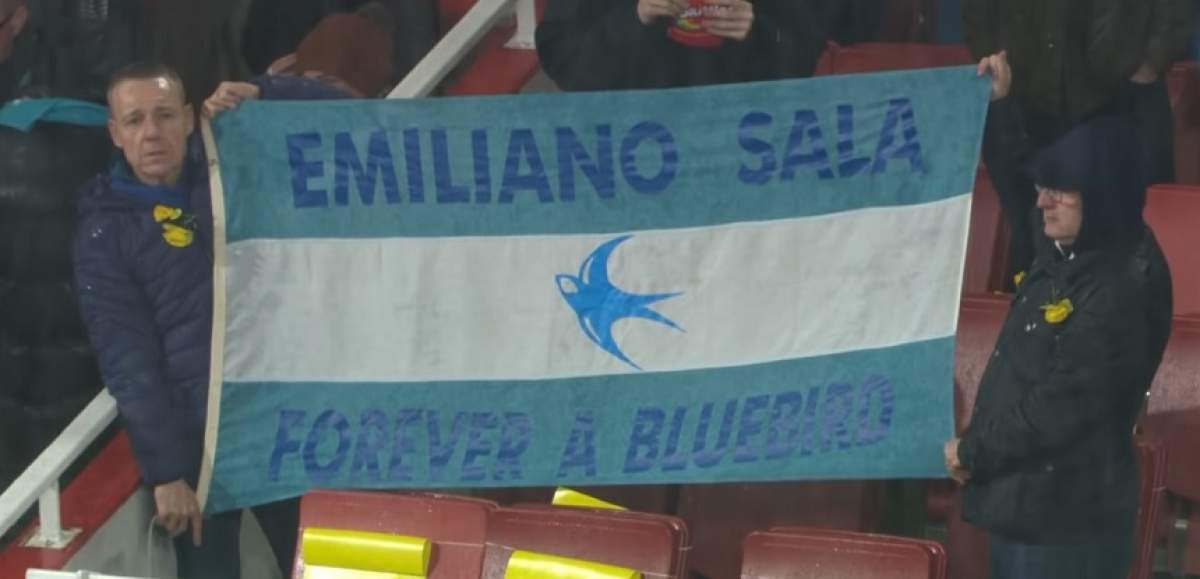 EMILIANO SALA
FOREVER A BLUEBIRD